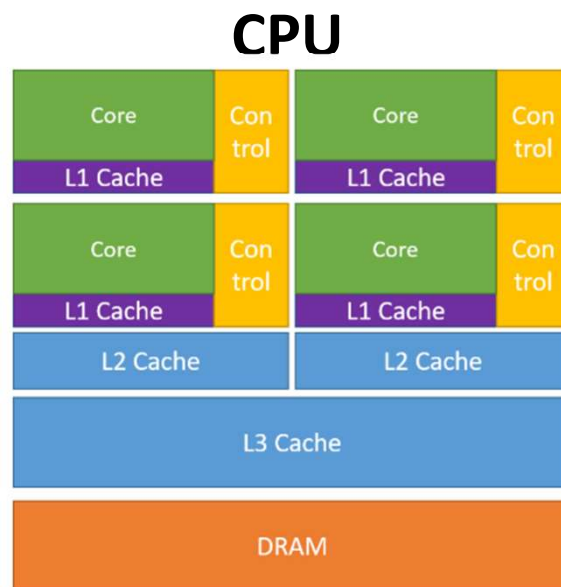 CPU
Core
Con
trol
Core
Con
trol
L1 Cache
L1 Cache
Core
Con
trol
Core
Con
trol
L1 Cache
L1 Cache
L2 Cache
L2 Cache
L3 Cache
DRAM